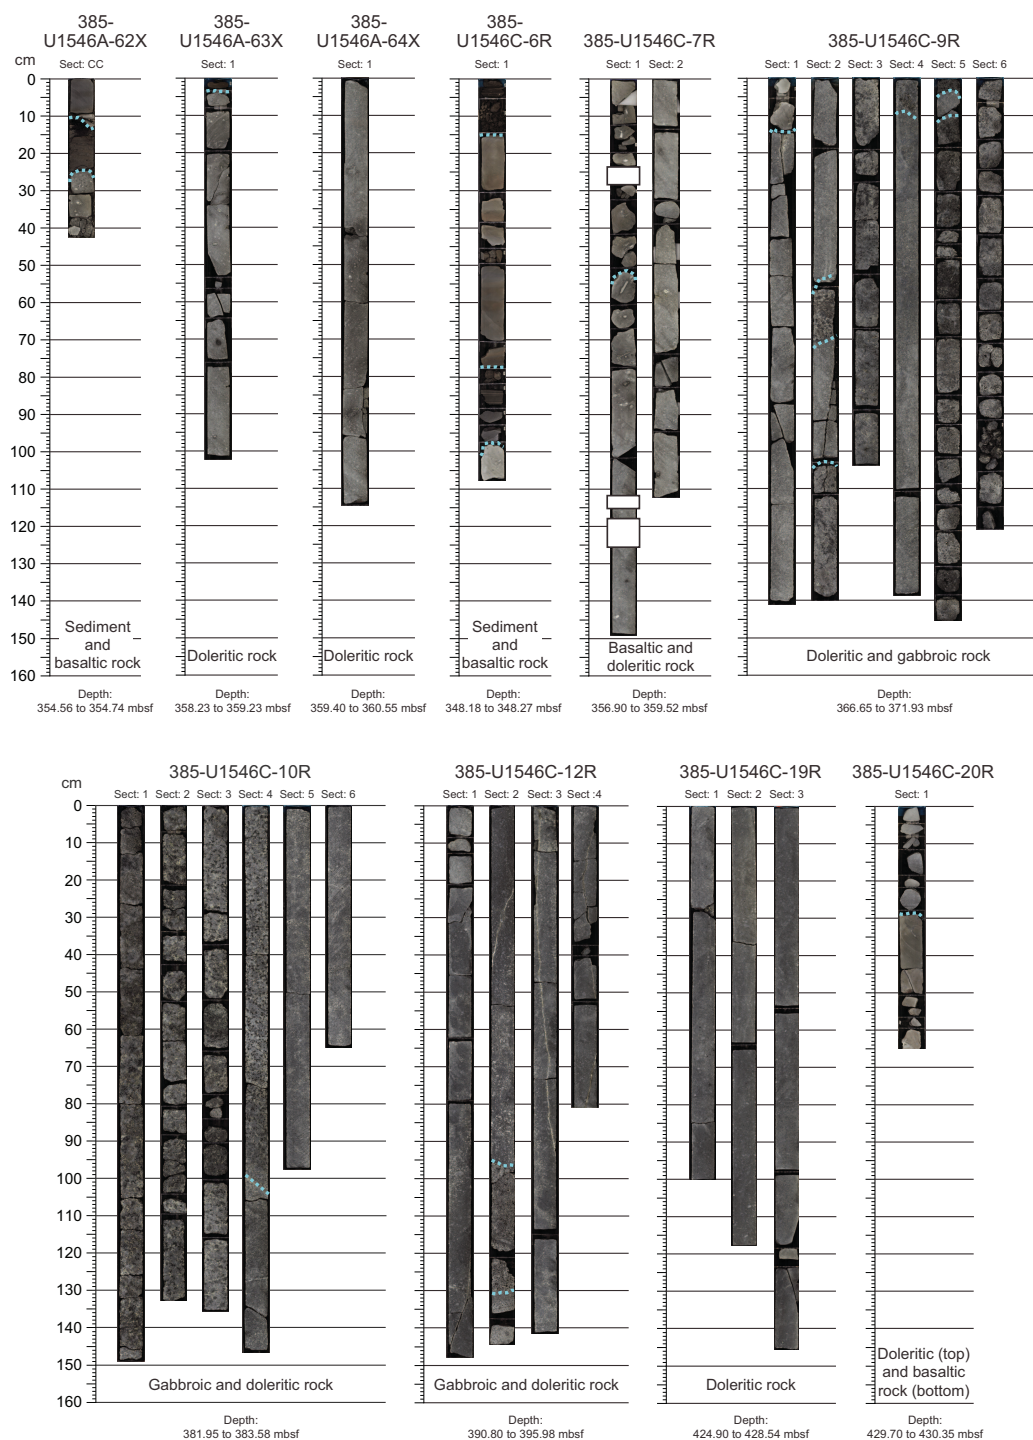 385-
U1546A-62X
385-
U1546A-63X
385-
U1546A-64X
385-
U1546C-6R
385-U1546C-7R
385-U1546C-9R
cm
Sect: CC
Sect: 1
Sect: 1
Sect: 1
Sect: 1
Sect: 2
Sect: 1
Sect: 2
Sect: 3
Sect: 4
Sect: 5
Sect: 6
0
10
20
30
40
50
60
70
80
90
100
110
120
130
140
150
160
Sediment
and
basaltic rock
Doleritic rock
Doleritic rock
Sediment
and
basaltic rock
Basaltic and
doleritic rock
Doleritic and gabbroic rock
Depth:
354.56 to 354.74 mbsf
Depth:
358.23 to 359.23 mbsf
Depth:
359.40 to 360.55 mbsf
Depth:
348.18 to 348.27 mbsf
Depth:
356.90 to 359.52 mbsf
Depth:
366.65 to 371.93 mbsf
385-U1546C-10R
385-U1546C-12R
385-U1546C-19R
385-U1546C-20R
cm
Sect: 1
Sect: 2
Sect: 3
Sect: 4
Sect: 5
Sect: 6
Sect: 1
Sect: 2
Sect: 3
Sect :4
Sect: 1
Sect: 2
Sect: 3
Sect: 1
0
10
20
30
40
50
60
70
80
90
100
110
120
130
140
150
160
Gabbroic and doleritic rock
Gabbroic and doleritic rock
Doleritic rock
Doleritic (top)
and basaltic
rock (bottom)
Depth:
381.95 to 383.58 mbsf
Depth:
390.80 to 395.98 mbsf
Depth:
424.90 to 428.54 mbsf
Depth:
429.70 to 430.35 mbsf